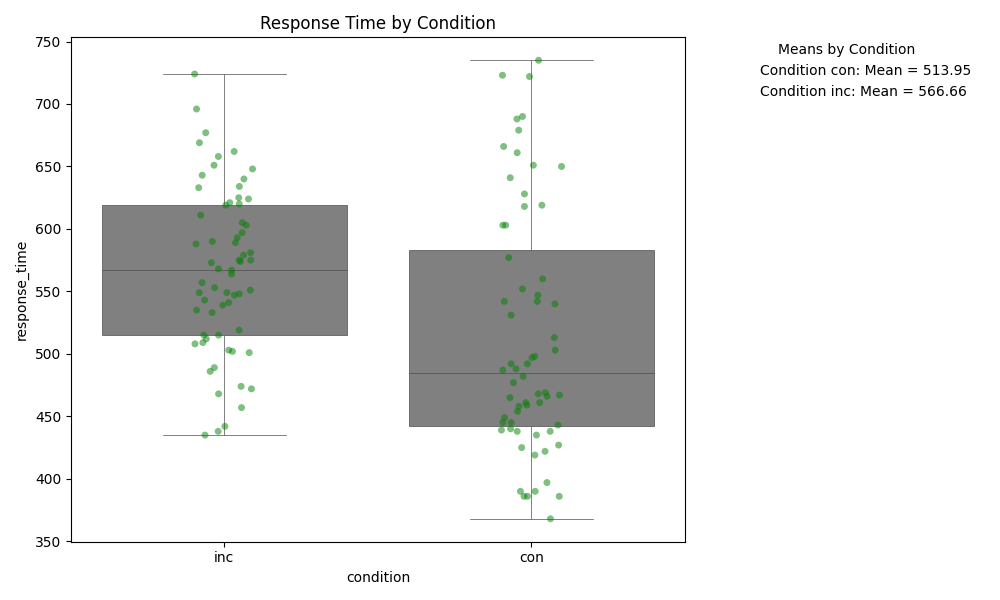 Response Time by Condition
Means by Condition
Condition con: Mean = 513.95
Condition inc: Mean = 566.66
response_time
750
700
650
600
550
500
450
400
350
inc
con
condition